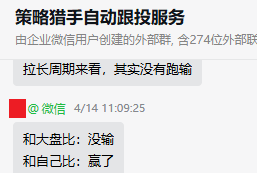 策略猎手自动跟投服务
由企业微信用户创建的外部群, 含274位外部联
拉长周期来看，其实没有跑输
@ 微信 4/14 11:09:25
和大盘比：没输
和自己比：赢了